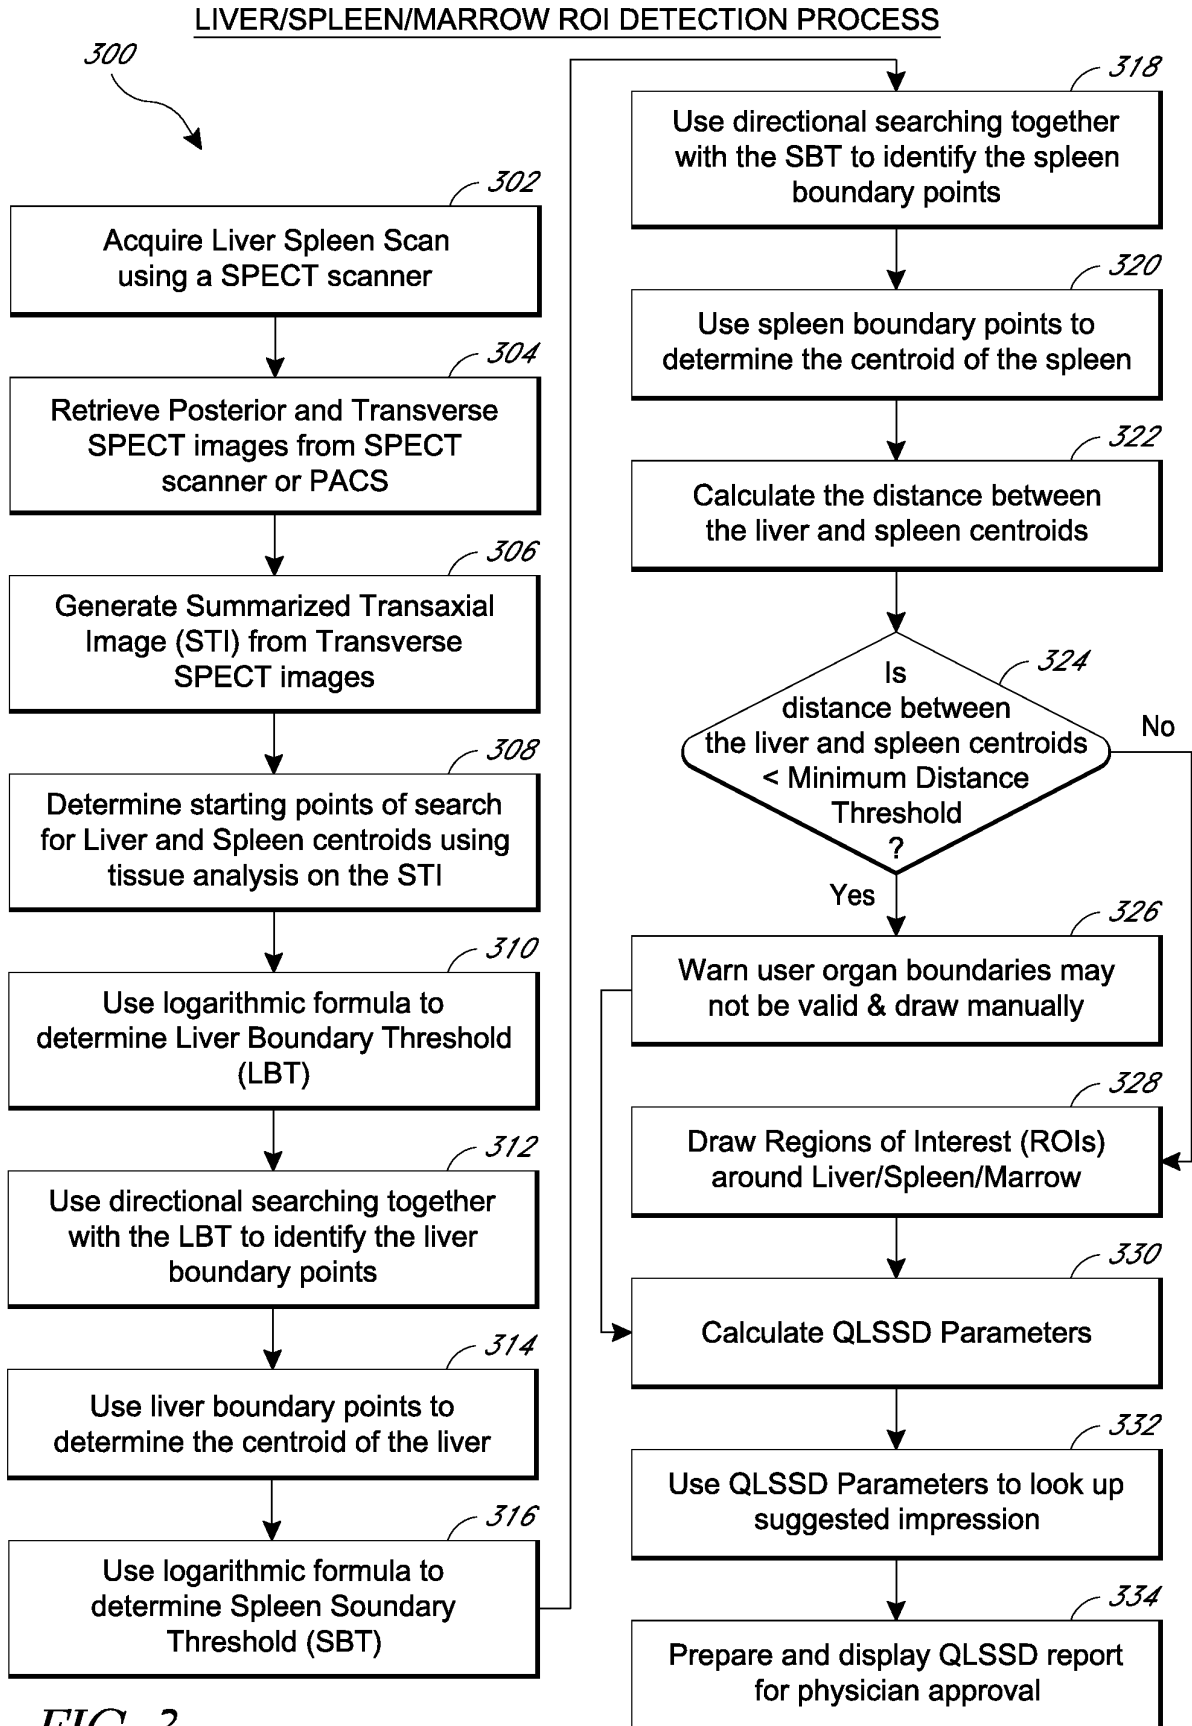 LIVER/SPLEEN/MARROW ROI DETECTION PROCESS
300
302
Acquire Liver Spleen Scan
using a SPECT scanner
304
Retrieve Posterior and Transverse
SPECT images from SPECT
scanner or PACS
306
Generate Summarized Transaxial
Image (STI) from Transverse
SPECT images
308
Determine starting points of search
for Liver and Spleen centroids using
tissue analysis on the STI
310
Use logarithmic formula to
determine Liver Boundary Threshold
(LBT)
312
Use directional searching together
with the LBT to identify the liver
boundary points
314
Use liver boundary points to
determine the centroid of the liver
316
Use logarithmic formula to
determine Spleen Soundary
Threshold (SBT)
318
Use directional searching together
with the SBT to identify the spleen
boundary points
320
Use spleen boundary points to
determine the centroid of the spleen
322
Calculate the distance between
the liver and spleen centroids
324
Is
distance between
the liver and spleen centroids
< Minimum Distance
Threshold
?
No
Yes
326
Warn user organ boundaries may
not be valid & draw manually
328
Draw Regions of Interest (ROIs)
around Liver/Spleen/Marrow
330
Calculate QLSSD Parameters
332
Use QLSSD Parameters to look up
suggested impression
334
Prepare and display QLSSD report
for physician approval
FIG. 2